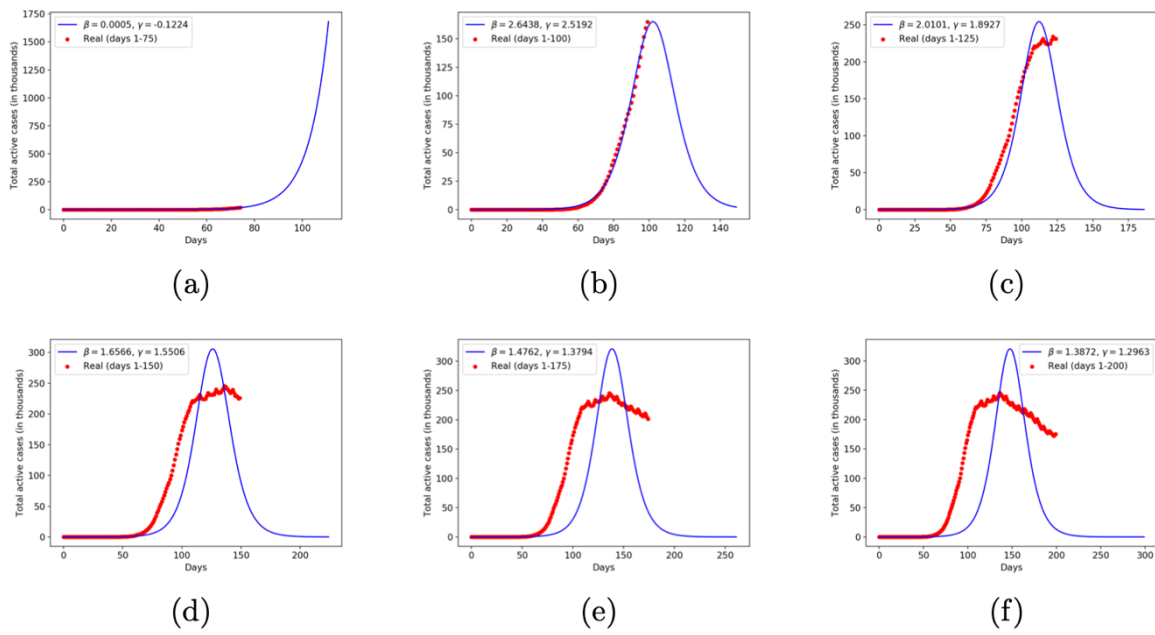 β = 0.0005, γ = -0.1224
Real (days 1-75)
Total active cases (in thousands)
1750
1500
1250
1000
750
500
250
0
0 20 40 60 80 100
Days
(a)
β = 2.6438, γ = 2.5192
Real (days 1-100)
Total active cases (in thousands)
160
140
120
100
80
60
40
20
0
0 20 40 60 80 100 120 140
Days
(b)
β = 2.0101, γ = 1.8927
Real (days 1-125)
Total active cases (in thousands)
250
200
150
100
50
0
0 25 50 75 100 125 150 175
Days
(c)
β = 1.6566, γ = 1.5506
Real (days 1-150)
Total active cases (in thousands)
300
250
200
150
100
50
0
0 50 100 150 200
Days
(d)
β = 1.4762, γ = 1.3794
Real (days 1-175)
Total active cases (in thousands)
300
250
200
150
100
50
0
0 50 100 150 200 250
Days
(e)
β = 1.3872, γ = 1.2963
Real (days 1-200)
Total active cases (in thousands)
300
250
200
150
100
50
0
0 50 100 150 200 250 300
Days
(f)